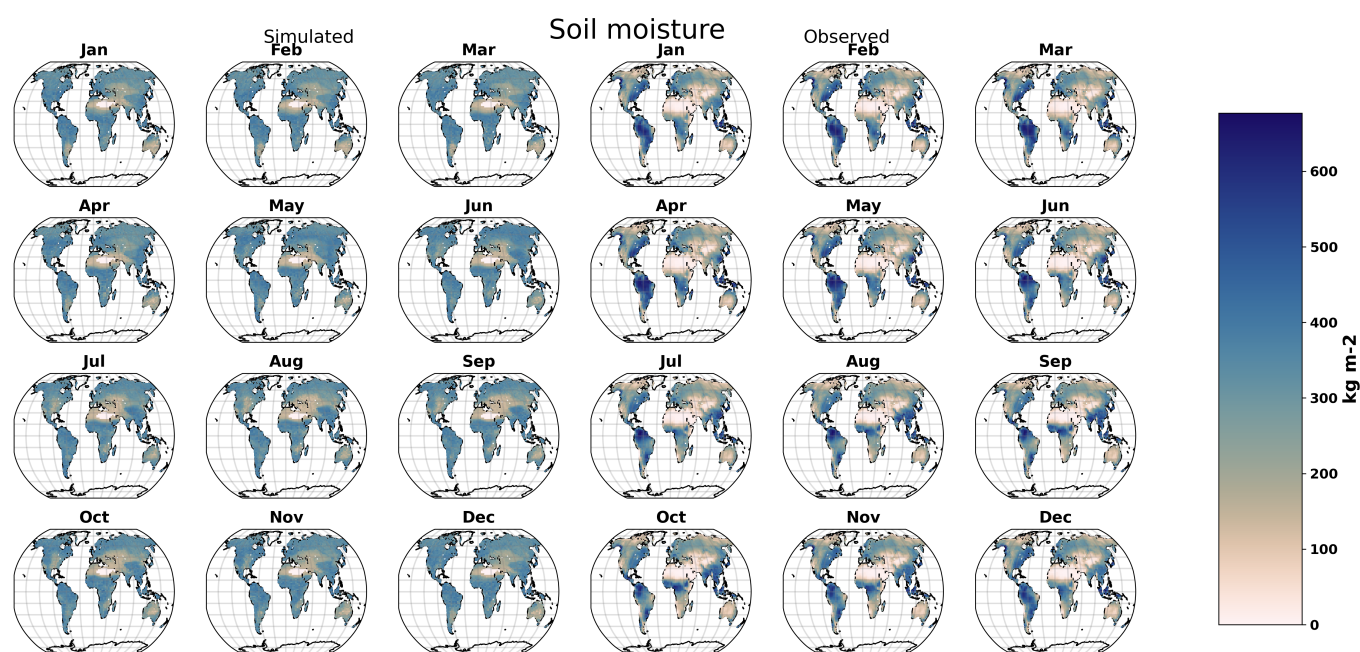 Soil moisture
Simulated Observed
Jan Feb Mar Jan Feb Mar
Apr May Jun Apr May Jun
Jul Aug Sep Jul Aug Sep
Oct Nov Dec Oct Nov Dec
600
500
400
300
200
100
0
kg m-2